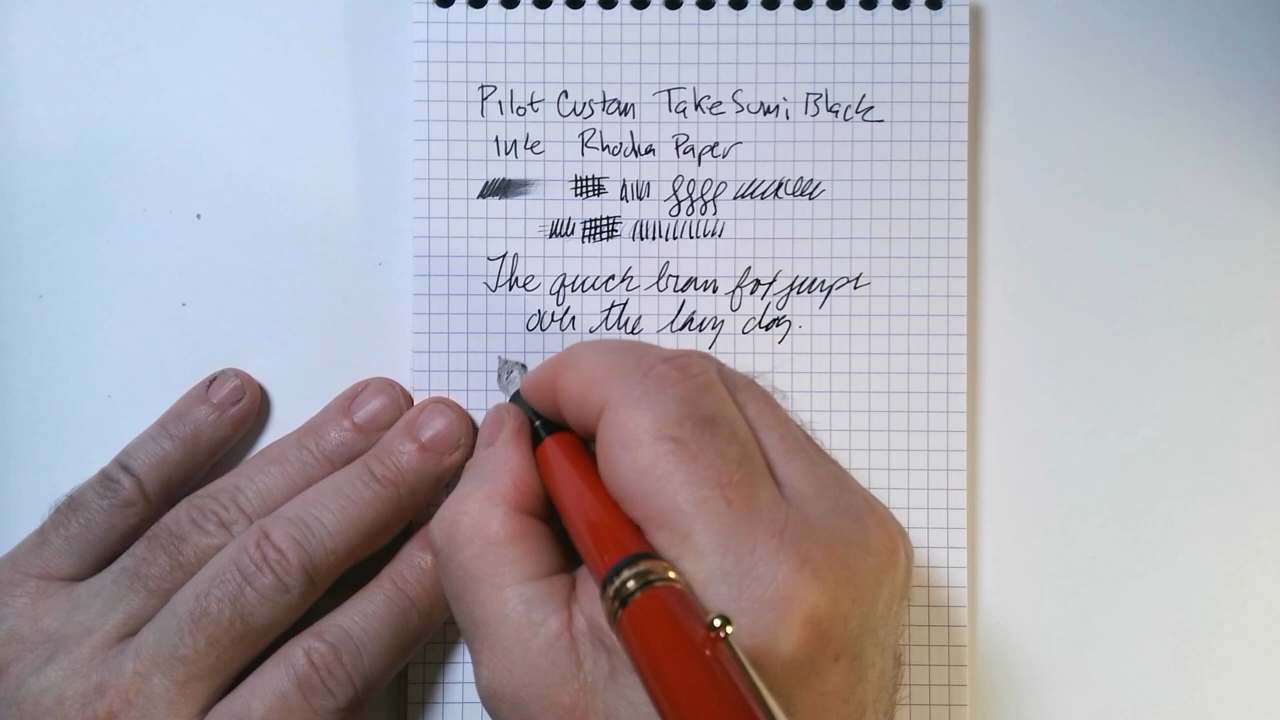 Pilot Custom TakeSumi Black
Ink Rhodia Paper
The quick brown fox jumps
over the lazy dog.